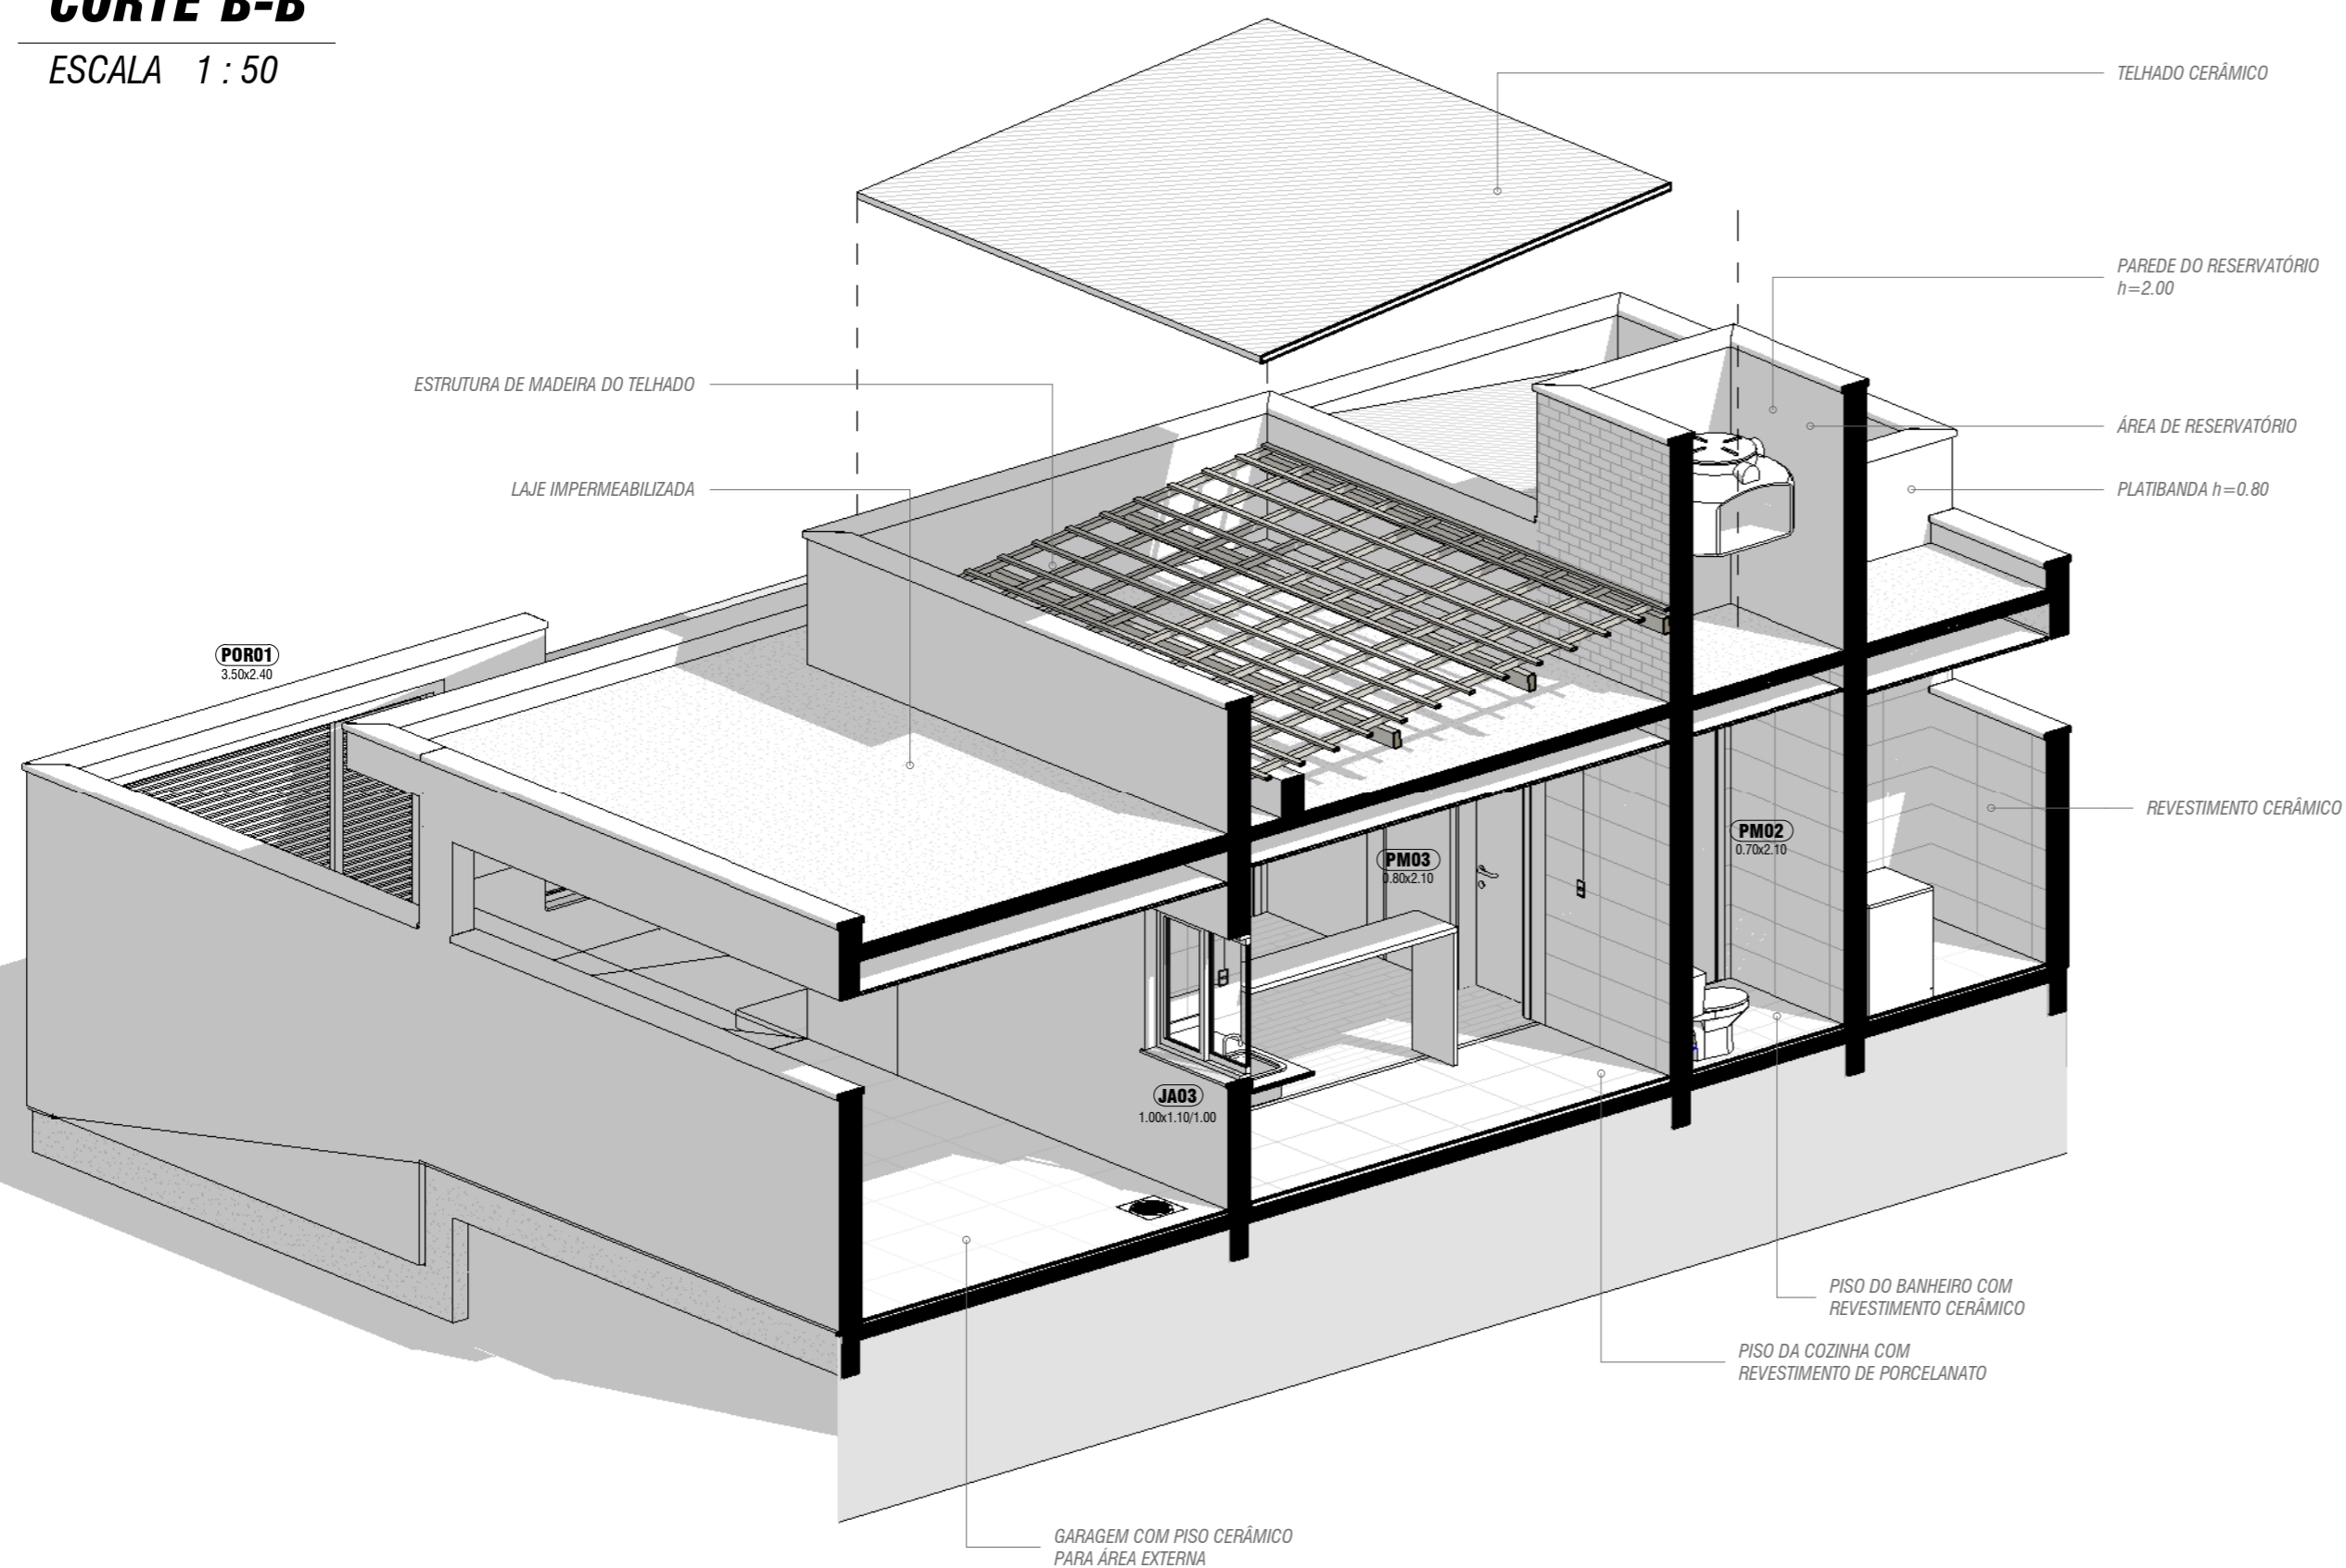 CORTE B-B
ESCALA 1 : 50
TELHADO CERÂMICO
PAREDE DO RESERVATÓRIO
h=2.00
ESTRUTURA DE MADEIRA DO TELHADO
ÁREA DE RESERVATÓRIO
LAJE IMPERMEABILIZADA
PLATIBANDA h=0.80
POR01
3.50x2.40
REVESTIMENTO CERÂMICO
PM02
0.70x2.10
PM03
0.80x2.10
JA03
1.00x1.10/1.00
PISO DO BANHEIRO COM
REVESTIMENTO CERÂMICO
PISO DA COZINHA COM
REVESTIMENTO DE PORCELANATO
GARAGEM COM PISO CERÂMICO
PARA ÁREA EXTERNA